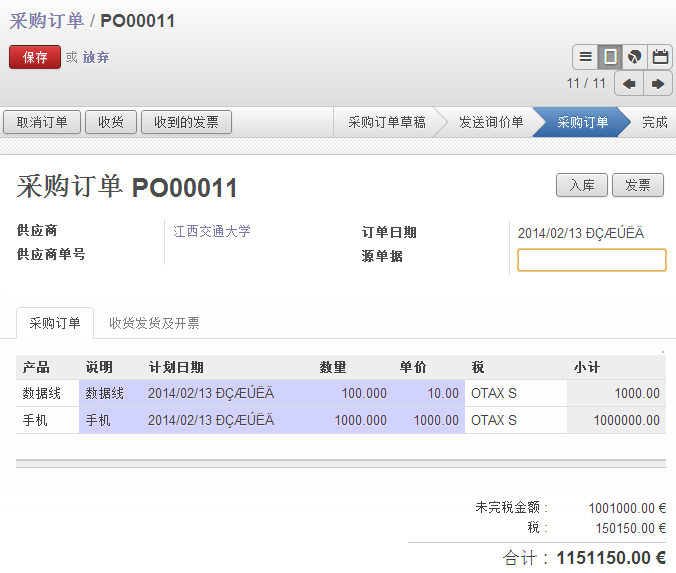 采购订单 / PO00011
保存 或 放弃
11 / 11
取消订单 收货 收到的发票 采购订单草稿 发送询价单 采购订单 完成
采购订单 PO00011 入库 发票
供应商 江西交通大学 订单日期 2014/02/13 ÐÇÆÚËÄ
供应商单号 源单据
采购订单 收货发货及开票
产品 说明 计划日期 数量 单价 税 小计
数据线 数据线 2014/02/13 ÐÇÆÚËÄ 100.000 10.00 OTAX S 1000.00
手机 手机 2014/02/13 ÐÇÆÚËÄ 1000.000 1000.00 OTAX S 1000000.00
未完税金额 : 1001000.00 €
税 : 150150.00 €
合计 : 1151150.00 €